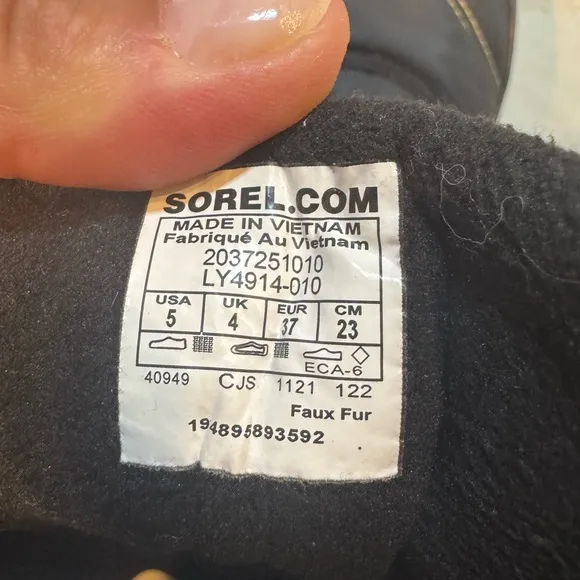 SOREL.COM
MADE IN VIETNAM
Fabriqué Au Vietnam
2037251010
LY4914-010
USA UK EUR CM
5 4 37 23
ECA-6
40949 CJS 1121 122
Faux Fur
194895893592